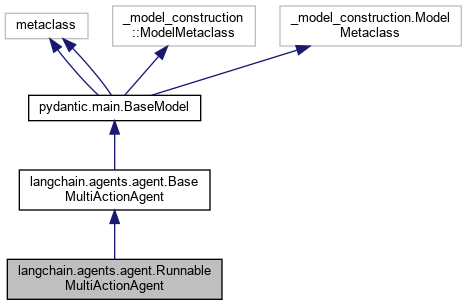 metaclass
_model_construction
::ModelMetaclass
_model_construction.Model
Metaclass
pydantic.main.BaseModel
langchain.agents.agent.Base
MultiActionAgent
langchain.agents.agent.Runnable
MultiActionAgent